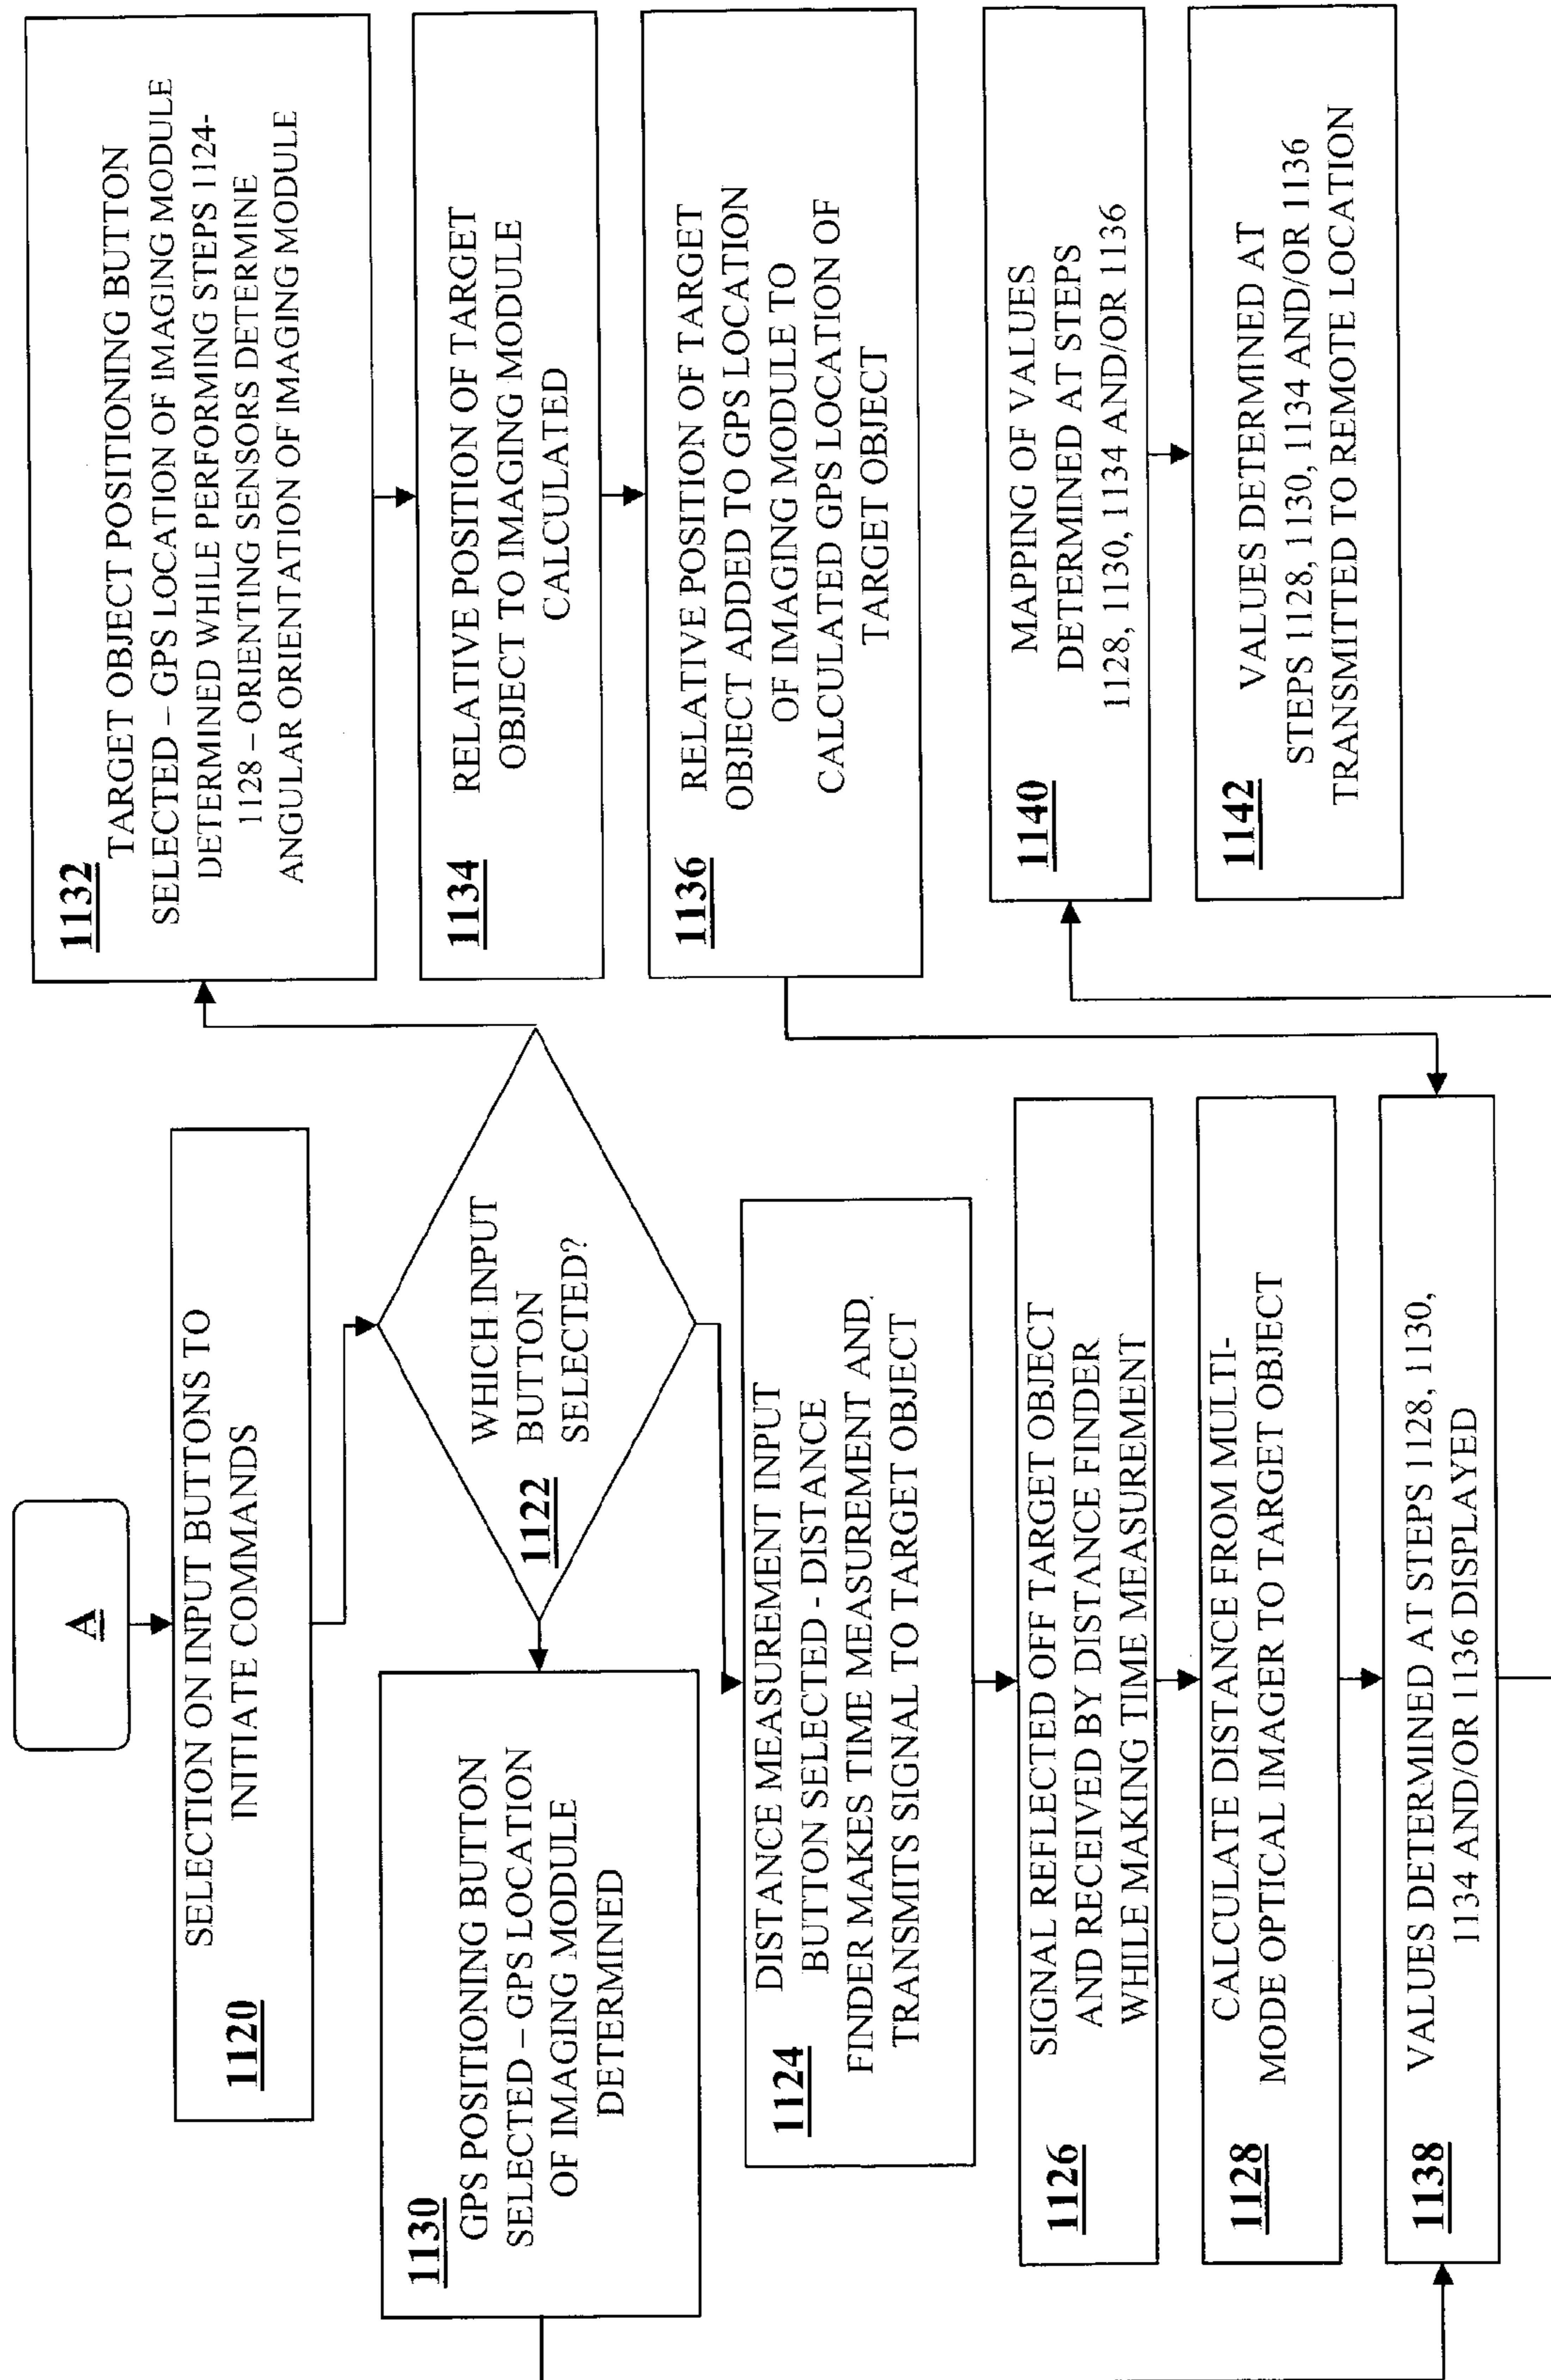 A
1120
SELECTION ON INPUT BUTTONS TO
INITIATE COMMANDS
WHICH INPUT
BUTTON
SELECTED?
1122
1130
GPS POSITIONING BUTTON
SELECTED – GPS LOCATION
OF IMAGING MODULE
DETERMINED
DISTANCE MEASUREMENT INPUT
1124
BUTTON SELECTED - DISTANCE
FINDER MAKES TIME MEASUREMENT AND
TRANSMITS SIGNAL TO TARGET OBJECT
SIGNAL REFLECTED OFF TARGET OBJECT
1126
AND RECEIVED BY DISTANCE FINDER
WHILE MAKING TIME MEASUREMENT
CALCULATE DISTANCE FROM MULTI-
1128
MODE OPTICAL IMAGER TO TARGET OBJECT
1138
VALUES DETERMINED AT STEPS 1128, 1130,
1134 AND/OR 1136 DISPLAYED
1132
TARGET OBJECT POSITIONING BUTTON
SELECTED – GPS LOCATION OF IMAGING MODULE
DETERMINED WHILE PERFORMING STEPS 1124-
1128 – ORIENTING SENSORS DETERMINE
ANGULAR ORIENTATION OF IMAGING MODULE
1134
RELATIVE POSITION OF TARGET
OBJECT TO IMAGING MODULE
CALCULATED
1136
RELATIVE POSITION OF TARGET
OBJECT ADDED TO GPS LOCATION
OF IMAGING MODULE TO
CALCULATED GPS LOCATION OF
TARGET OBJECT
1140
MAPPING OF VALUES
DETERMINED AT STEPS
1128, 1130, 1134 AND/OR 1136
1142
VALUES DETERMINED AT
STEPS 1128, 1130, 1134 AND/OR 1136
TRANSMITTED TO REMOTE LOCATION